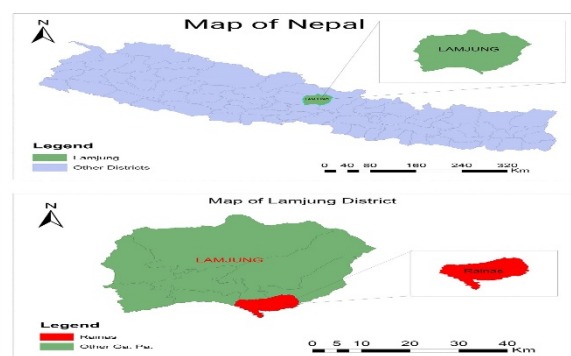 Map of Nepal
N
LAMJUNG
Legend
Lamjung
Other Districts
0 40 80 160 240 320
Km
Map of Lamjung District
N
LAMJUNG
Rainas
Legend
Rainas
Other Ga. Pa.
0 5 10 20 30 40
Km